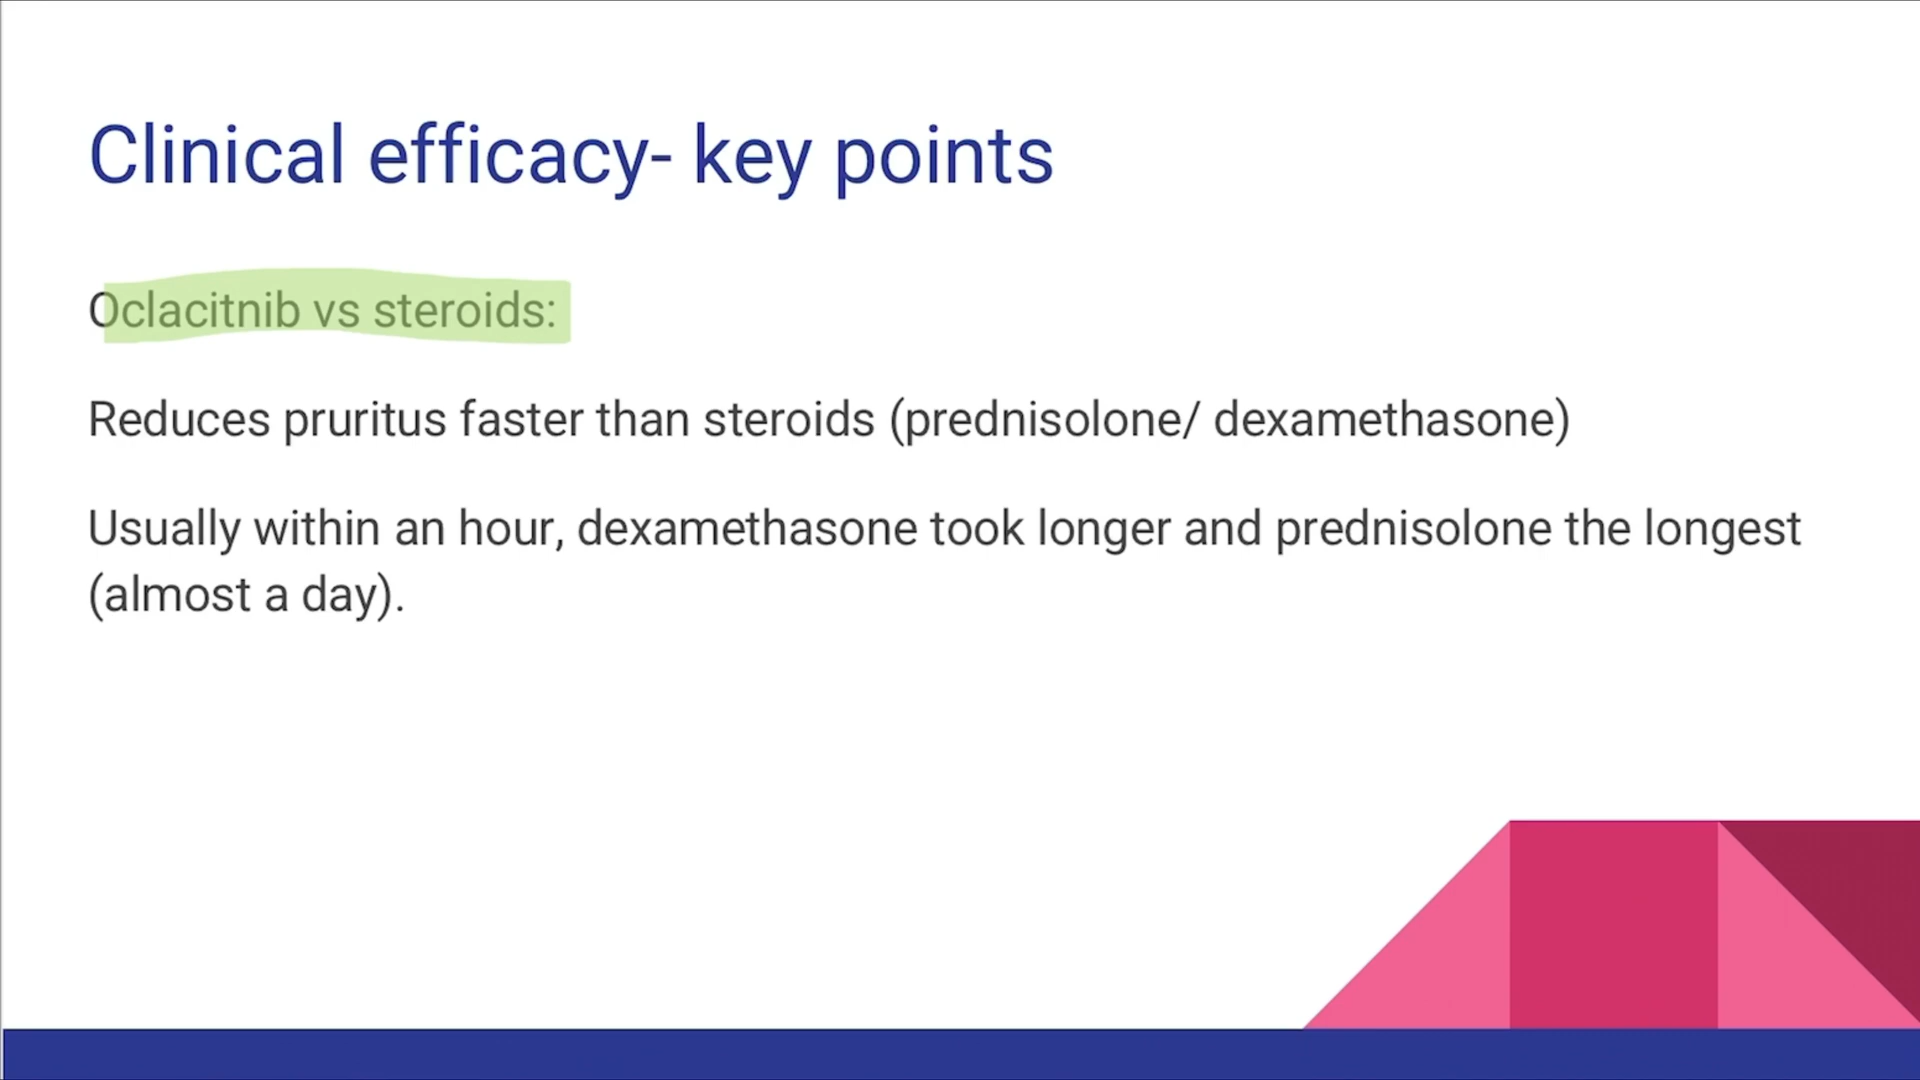 Clinical efficacy- key points
Oclacitnib vs steroids:
Reduces pruritus faster than steroids (prednisolone/ dexamethasone)
Usually within an hour, dexamethasone took longer and prednisolone the longest
(almost a day).